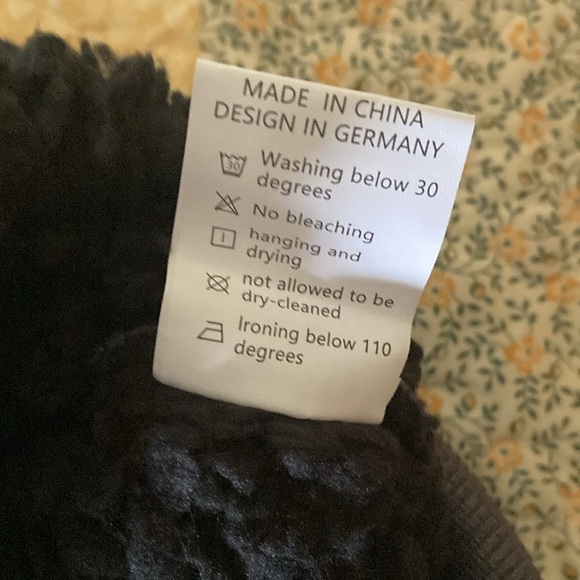 MADE IN CHINA
DESIGN IN GERMANY
30
Washing below 30
degrees
No bleaching
hanging and
drying
not allowed to be
dry-cleaned
Ironing below 110
degrees